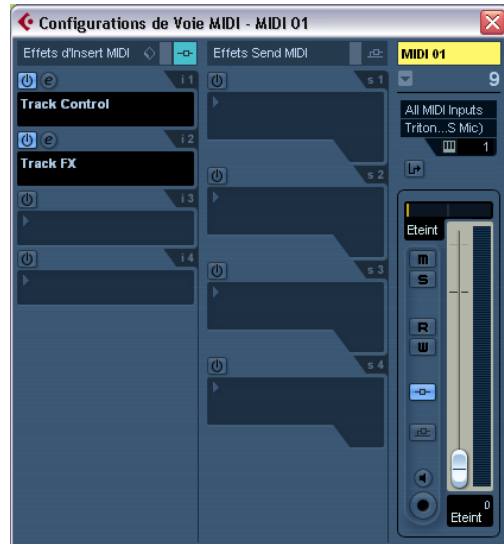 Configurations de Voie MIDI - MIDI 01
Effets d'Insert MIDI
i 1
Track Control
i 2
Track FX
i 3
i 4
Effets Send MIDI
s 1
s 2
s 3
s 4
MIDI 01
9
All MIDI Inputs
Triton...S Mic)
1
Eteint
m
S
R
W
0
Eteint